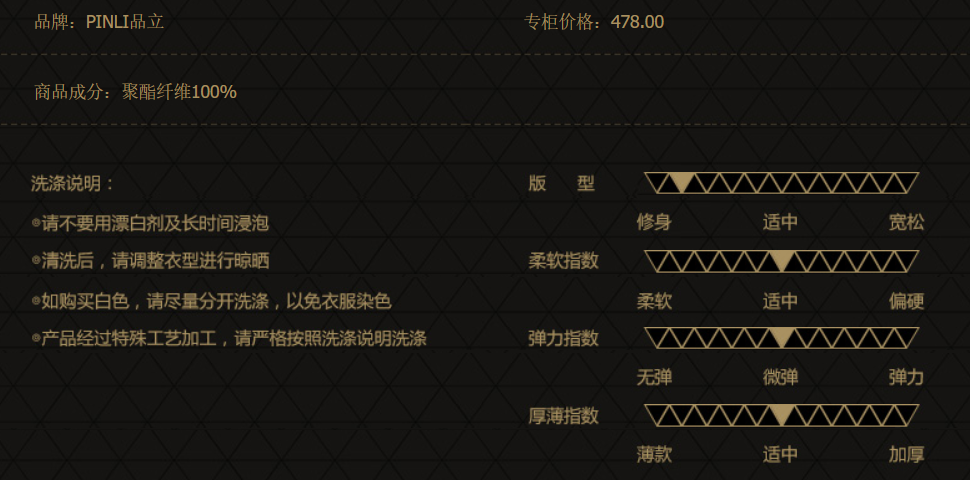 品牌：PINLI品立
专柜价格：478.00
商品成分：聚酯纤维100%
洗涤说明：
请不要用漂白剂及长时间浸泡
清洗后，请调整衣型进行晾晒
如购买白色，请尽量分开洗涤，以免衣服染色
产品经过特殊工艺加工，请严格按照洗涤说明洗涤
版 型
修身 适中 宽松
柔软指数
柔软 适中 偏硬
弹力指数
无弹 微弹 弹力
厚薄指数
薄款 适中 加厚